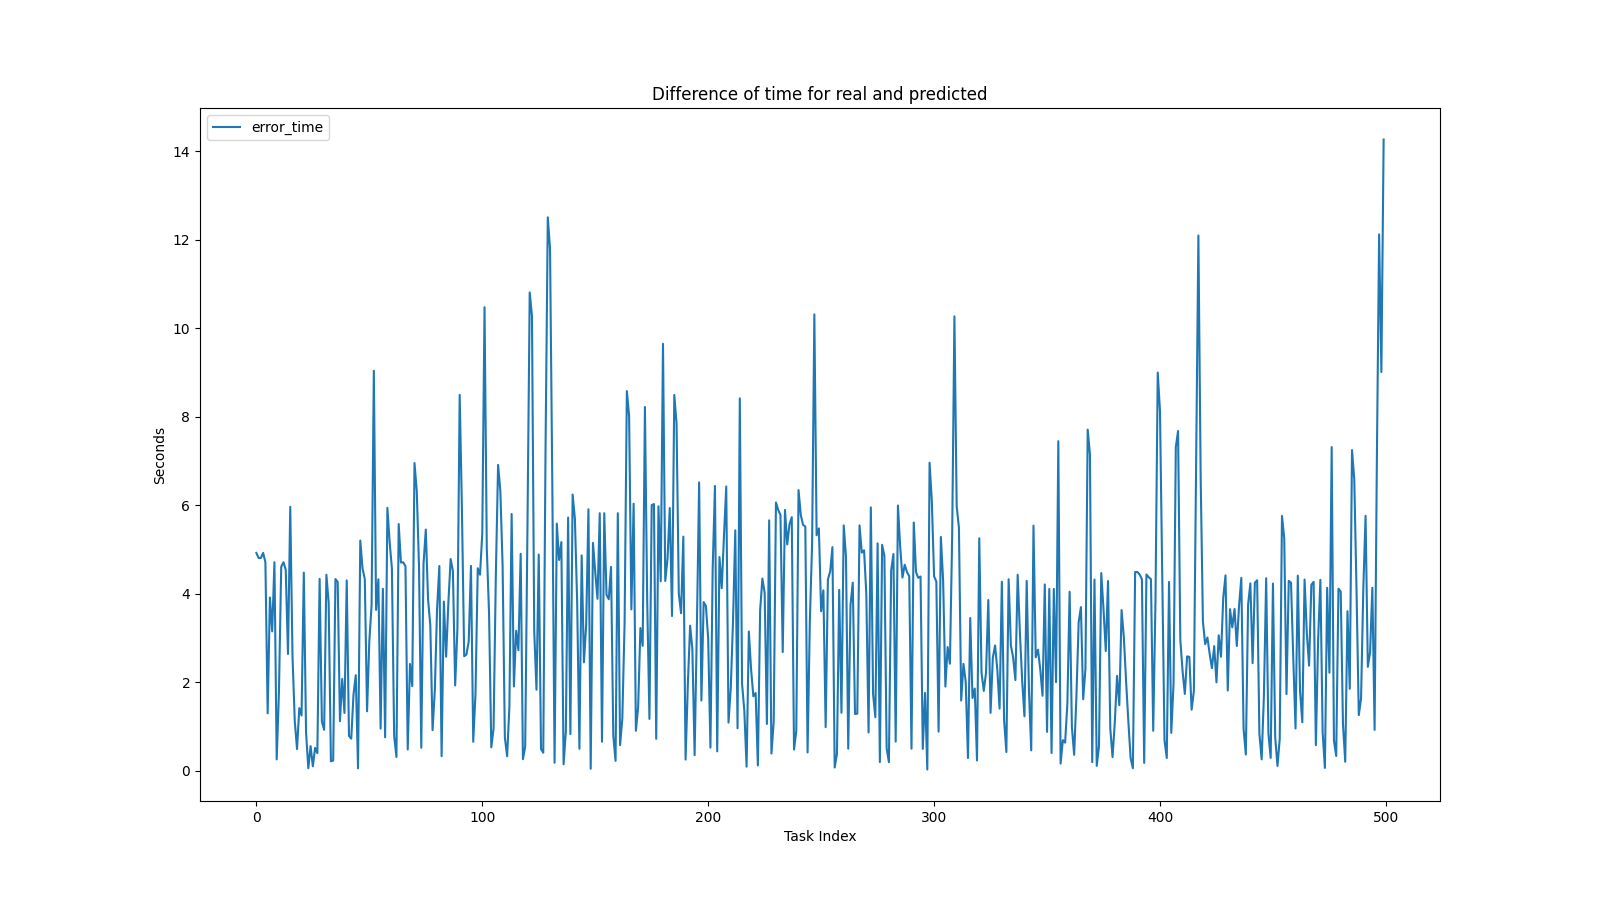 Difference of time for real and predicted
error_time
14
12
10
8
6
4
2
0
Seconds
0 100 200 300 400 500
Task Index